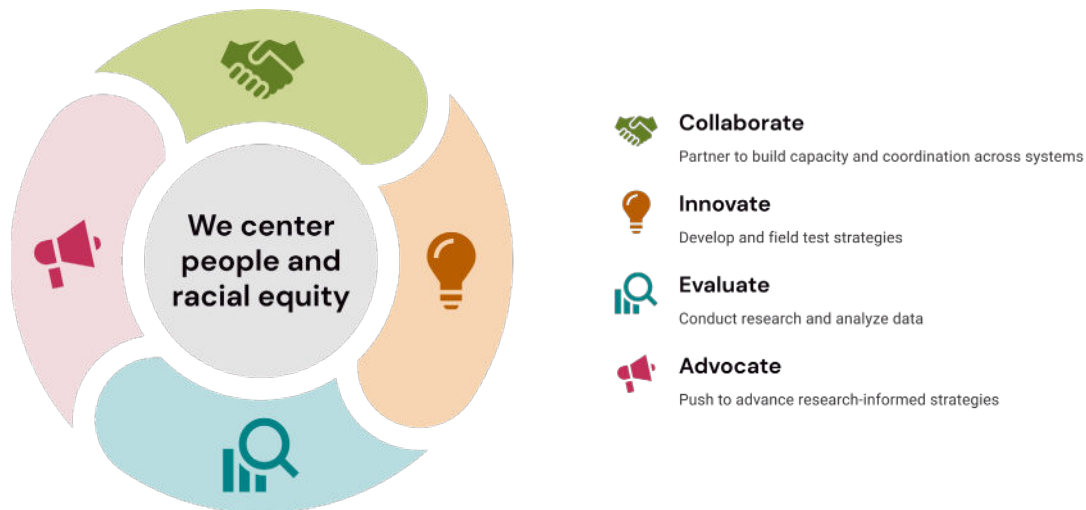 We center
people and
racial equity
Collaborate
Partner to build capacity and coordination across systems
Innovate
Develop and field test strategies
Evaluate
Conduct research and analyze data
Advocate
Push to advance research-informed strategies